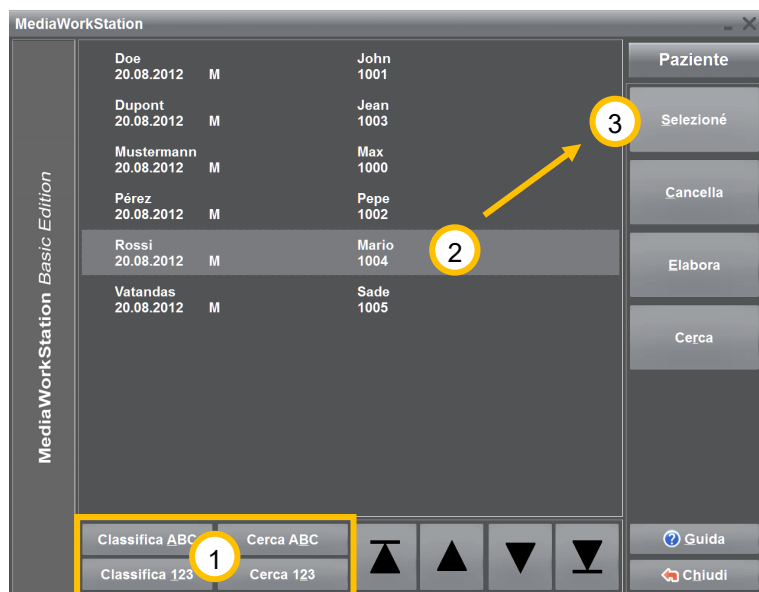 MediaWorkStation
MediaWorkStation Basic Edition
Doe John
20.08.2012 M 1001
Dupont Jean
20.08.2012 M 1003
Mustermann Max
20.08.2012 M 1000
Pérez Pepe
20.08.2012 M 1002
Rossi Mario
20.08.2012 M 1004
Vatandas Sade
20.08.2012 M 1005
2
3
Paziente
Selezioné
Cancella
Elabora
Cerca
Classifica ABC Cerca ABC
1
Classifica 123 Cerca 123
Guida
Chiudi